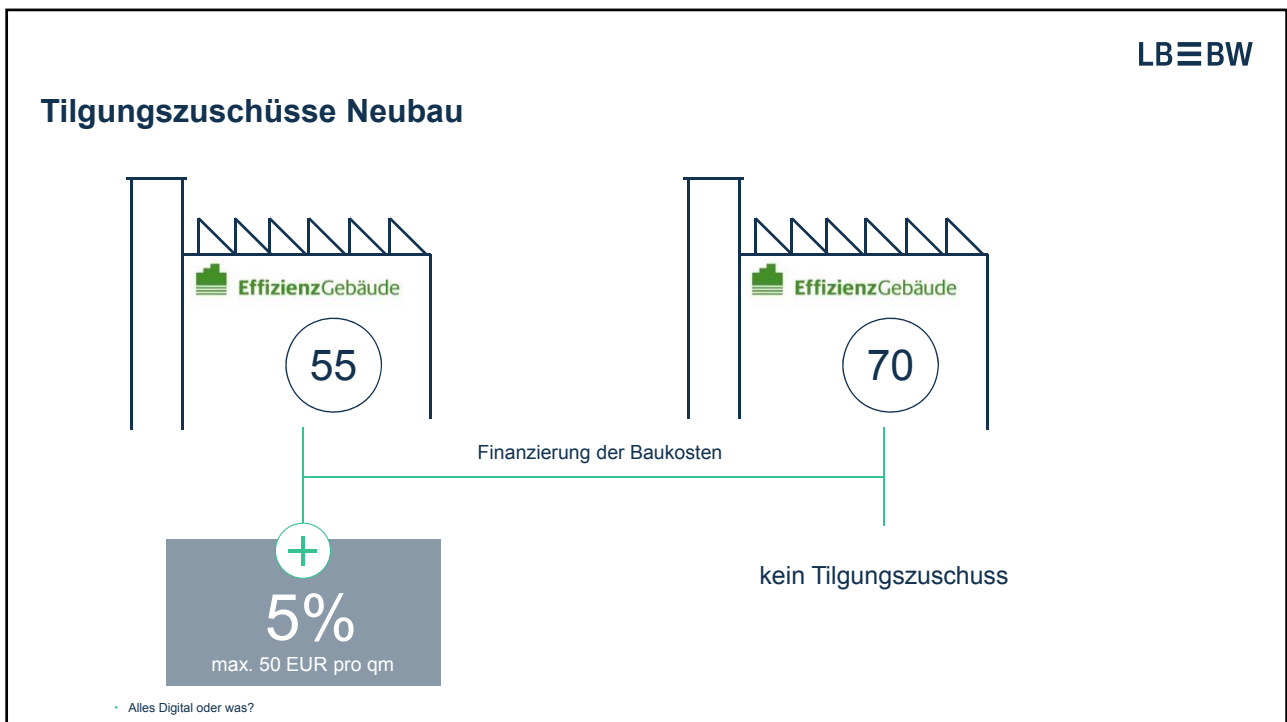 LB≡BW
Tilgungszuschüsse Neubau
EffizienzGebäude
55
EffizienzGebäude
70
Finanzierung der Baukosten
5%
max. 50 EUR pro qm
kein Tilgungszuschuss
· Alles Digital oder was?